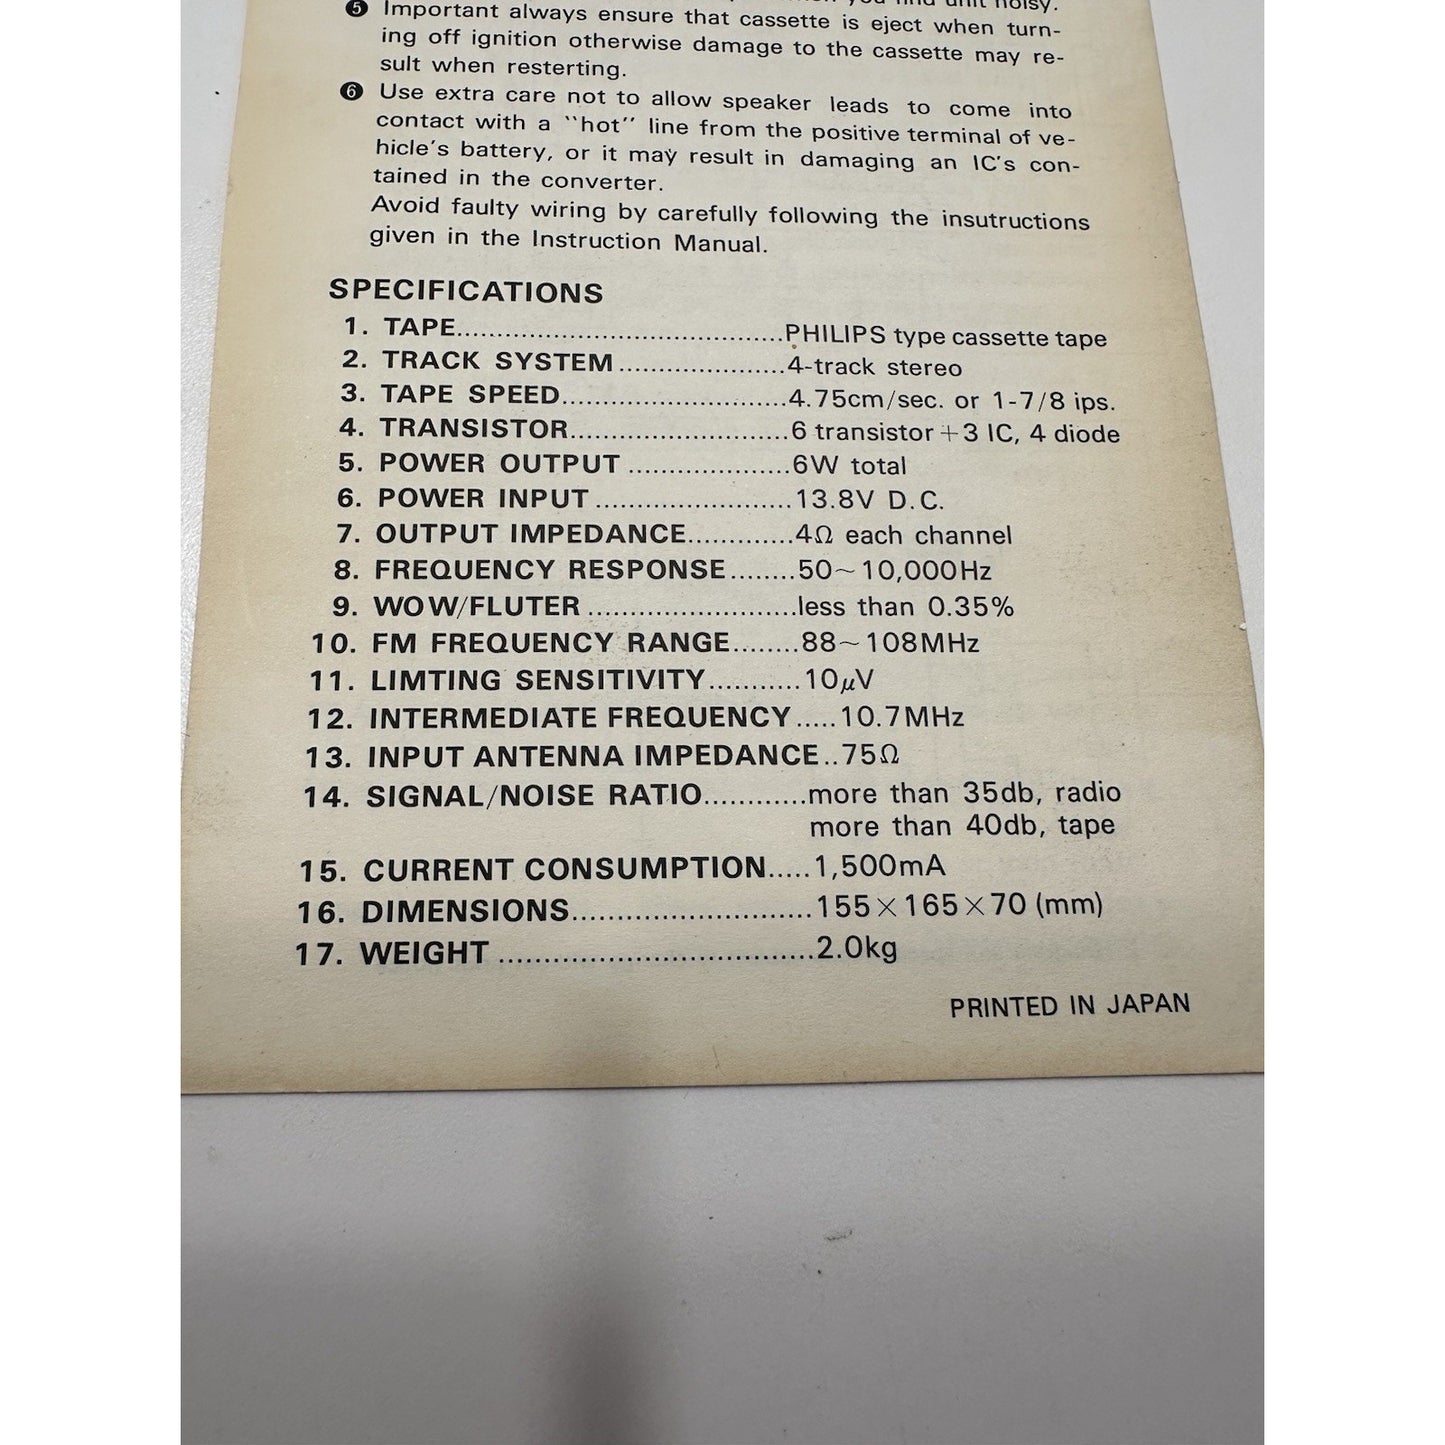 you find unit noisy.
❺ Important always ensure that cassette is eject when turn-
ing off ignition otherwise damage to the cassette may re-
sult when resterting.
❻ Use extra care not to allow speaker leads to come into
contact with a "hot" line from the positive terminal of ve-
hicle's battery, or it may result in damaging an IC's con-
tained in the converter.
Avoid faulty wiring by carefully following the insutructions
given in the Instruction Manual.
SPECIFICATIONS
1. TAPE........................................PHILIPS type cassette tape
2. TRACK SYSTEM ....................4-track stereo
3. TAPE SPEED...........................4.75cm/sec. or 1-7/8 ips.
4. TRANSISTOR..........................6 transistor+3 IC, 4 diode
5. POWER OUTPUT ...................6W total
6. POWER INPUT .......................13.8V D.C.
7. OUTPUT IMPEDANCE.............4Ω each channel
8. FREQUENCY RESPONSE........50~10,000Hz
9. WOW/FLUTER .........................less than 0.35%
10. FM FREQUENCY RANGE........88~108MHz
11. LIMTING SENSITIVITY...........10μV
12. INTERMEDIATE FREQUENCY.....10.7MHz
13. INPUT ANTENNA IMPEDANCE..75Ω
14. SIGNAL/NOISE RATIO............more than 35db, radio
more than 40db, tape
15. CURRENT CONSUMPTION.....1,500mA
16. DIMENSIONS..........................155×165×70 (mm)
17. WEIGHT ...................................2.0kg
PRINTED IN JAPAN